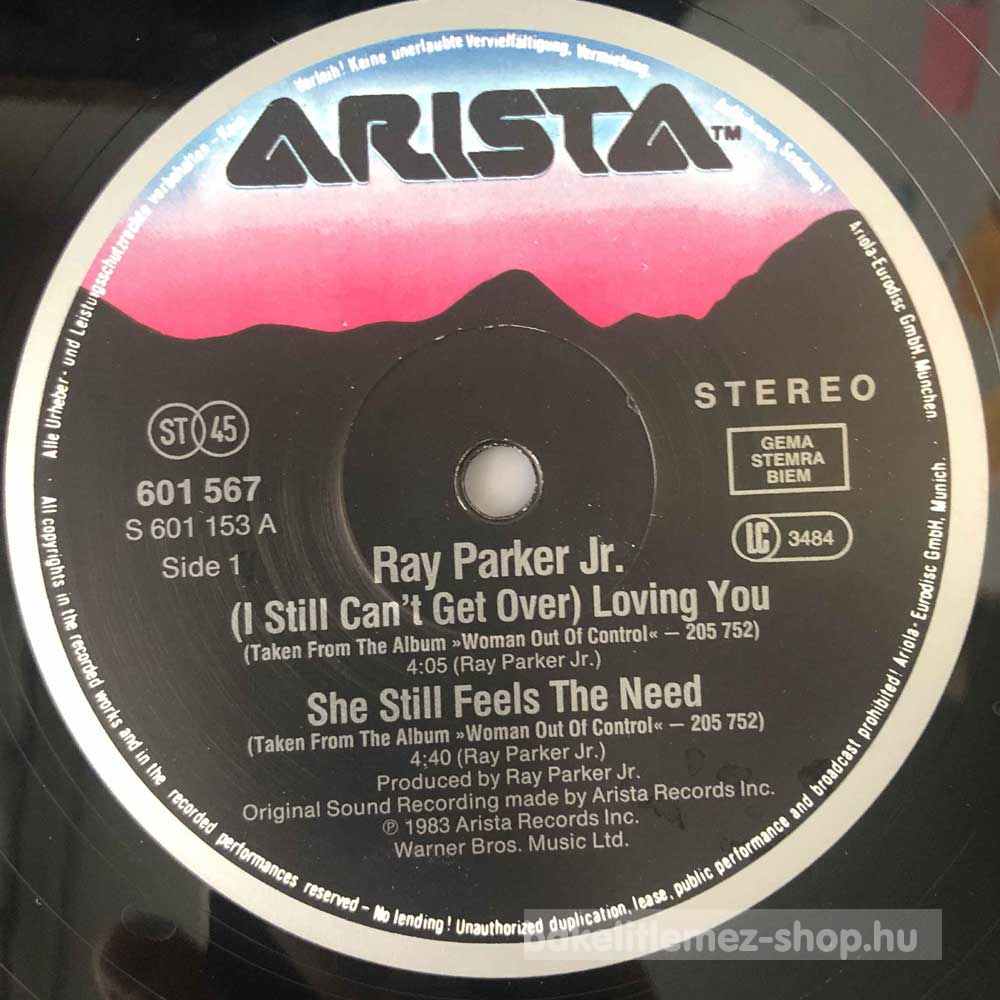 Alle Urheber- und Leistungsschutzrechte vorbehalten - Kein Verleih! Keine unerlaubte Vervielfältigung, Vermietung, Aufführung, Sendung!
ARISTA™
Ariola-Eurodisc GmbH, München.
STEREO
ST 45
GEMA
STEMRA
BIEM
601 567
S 601 153 A
LC 3484
Side 1
Ray Parker Jr.
(I Still Can't Get Over) Loving You
(Taken From The Album »Woman Out Of Control« – 205 752)
4:05 (Ray Parker Jr.)
She Still Feels The Need
(Taken From The Album »Woman Out Of Control« – 205 752)
4:40 (Ray Parker Jr.)
Produced by Ray Parker Jr.
Original Sound Recording made by Arista Records Inc.
℗ 1983 Arista Records Inc.
Warner Bros. Music Ltd.
All copyrights in the recorded works and in the recorded performances reserved – No lending! Unauthorized duplication, lease, public performance and broadcast prohibited! Ariola - Eurodisc GmbH, Munich.
bakelitlemez-shop.hu